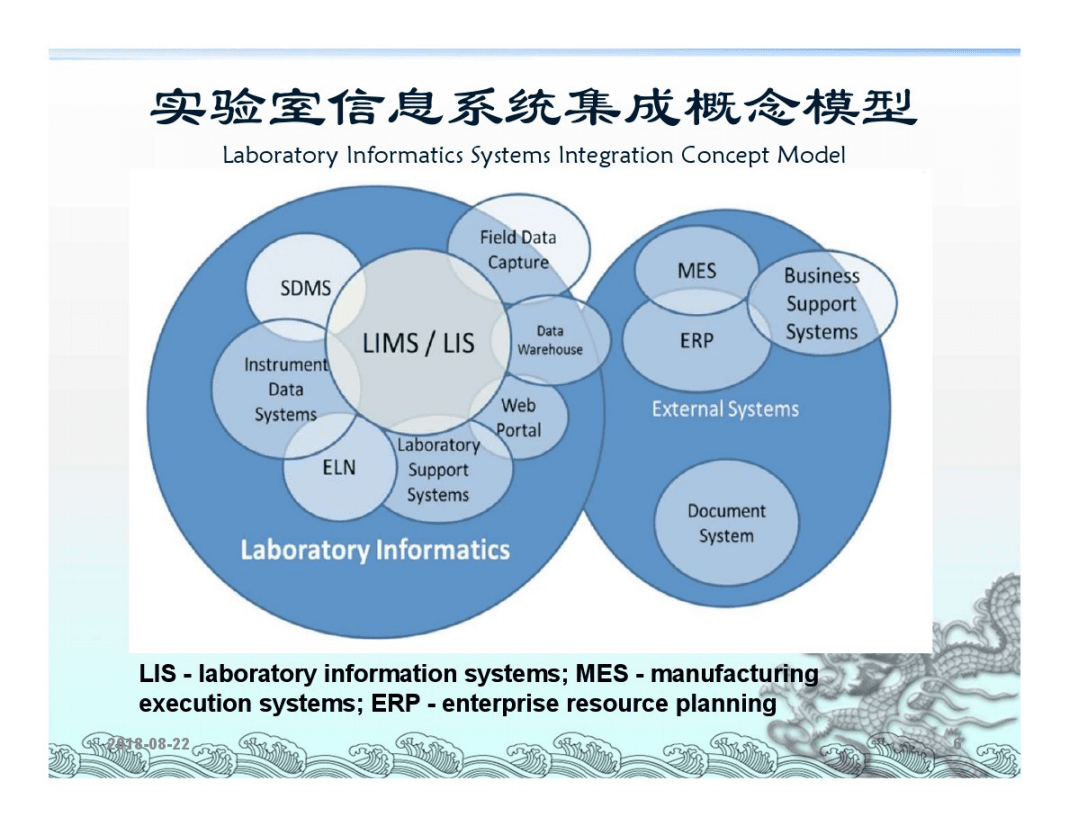 实验室信息系统集成概念模型
Laboratory Informatics Systems Integration Concept Model
Field Data
Capture
SDMS
LIMS / LIS
Data
Warehouse
Instrument
Data
Systems
Web
Portal
ELN
Laboratory
Support
Systems
Laboratory Informatics
MES
Business
Support
Systems
ERP
External Systems
Document
System
LIS - laboratory information systems; MES - manufacturing
execution systems; ERP - enterprise resource planning
2018-08-22
6